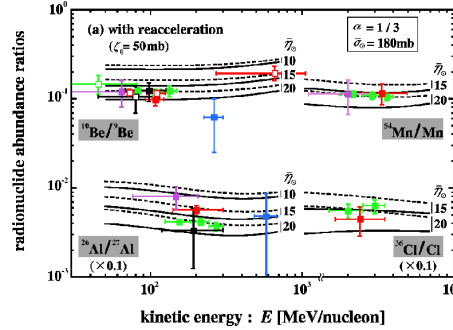 (a) with reacceleration
(ζ₀ = 50mb)
α = 1/3
σ̄⊙ = 180mb
η̄⊙
10
15
20
η̄⊙
15
20
¹⁰Be/⁹Be
⁵⁴Mn/Mn
η̄⊙
10
15
20
η̄⊙
15
20
²⁶Al/²⁷Al
(×0.1)
³⁶Cl/Cl
(×0.1)
10⁰
10⁻¹
10⁻²
10⁻³
10²
10³
radionuclide abundance ratios
kinetic energy : E [MeV/nucleon]